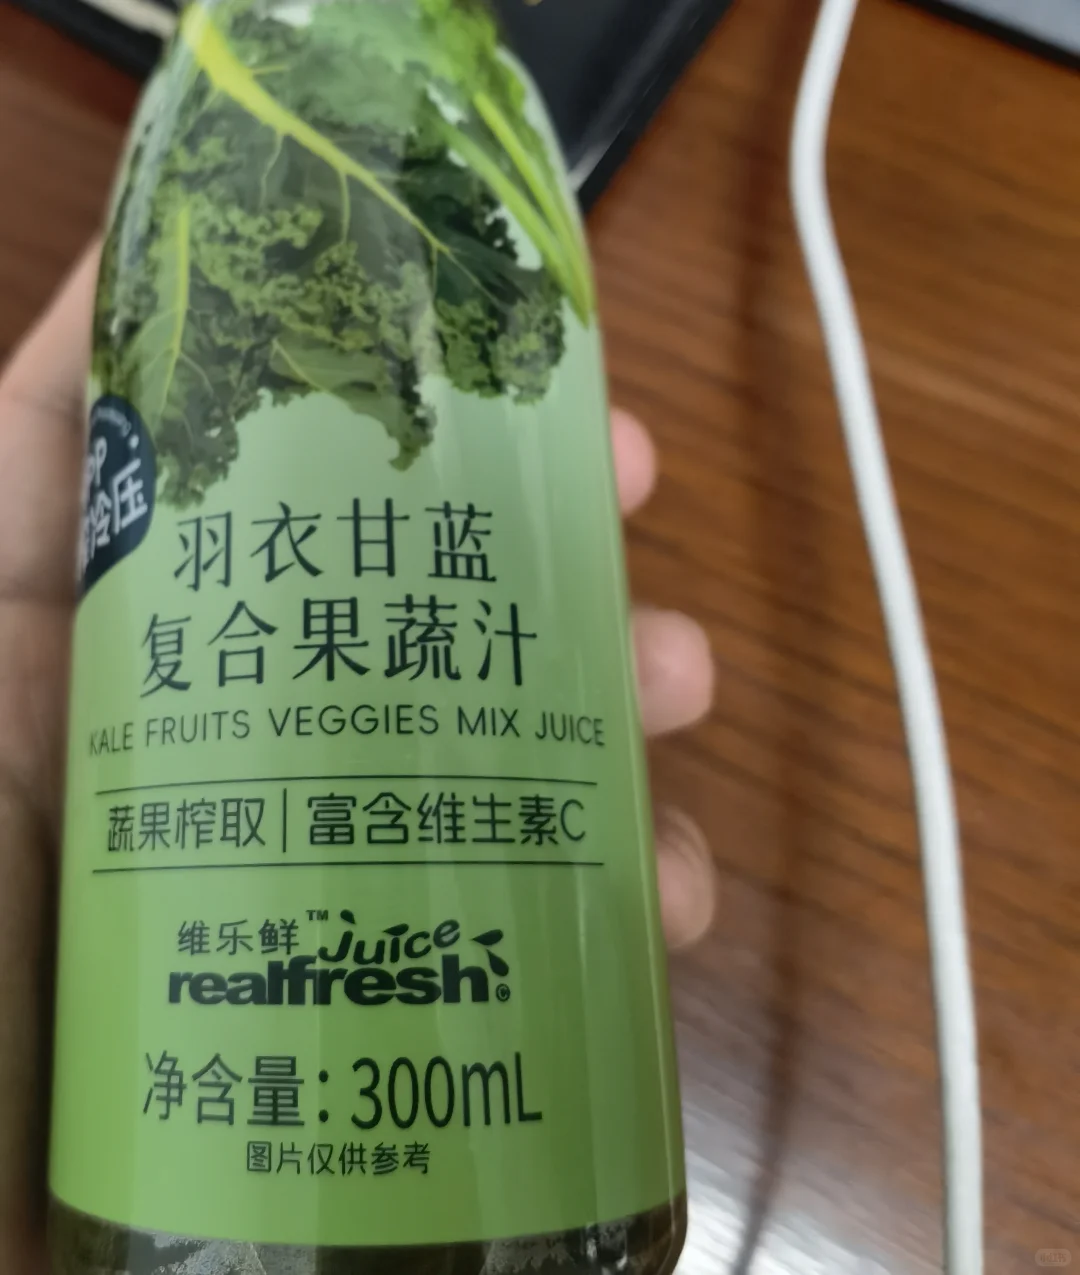 冷压
羽衣甘蓝
复合果蔬汁
KALE FRUITS VEGGIES MIX JUICE
蔬果榨取|富含维生素C
维乐鲜™ Juice
realfresh©
净含量:300mL
图片仅供参考